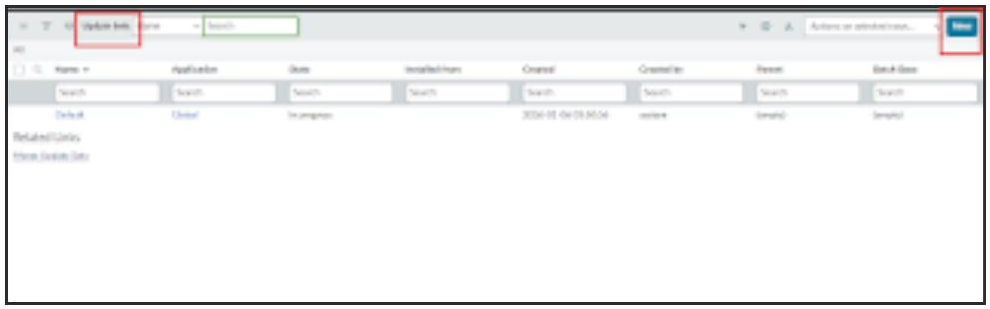 Update Sets Name Search Actions on selected rows... New
All
Name Application State Installed from Created Created by Parent Batch Base
Search Search Search Search Search Search Search Search
Default Global In progress system (empty) (empty)
Related Links
Merge Update Sets